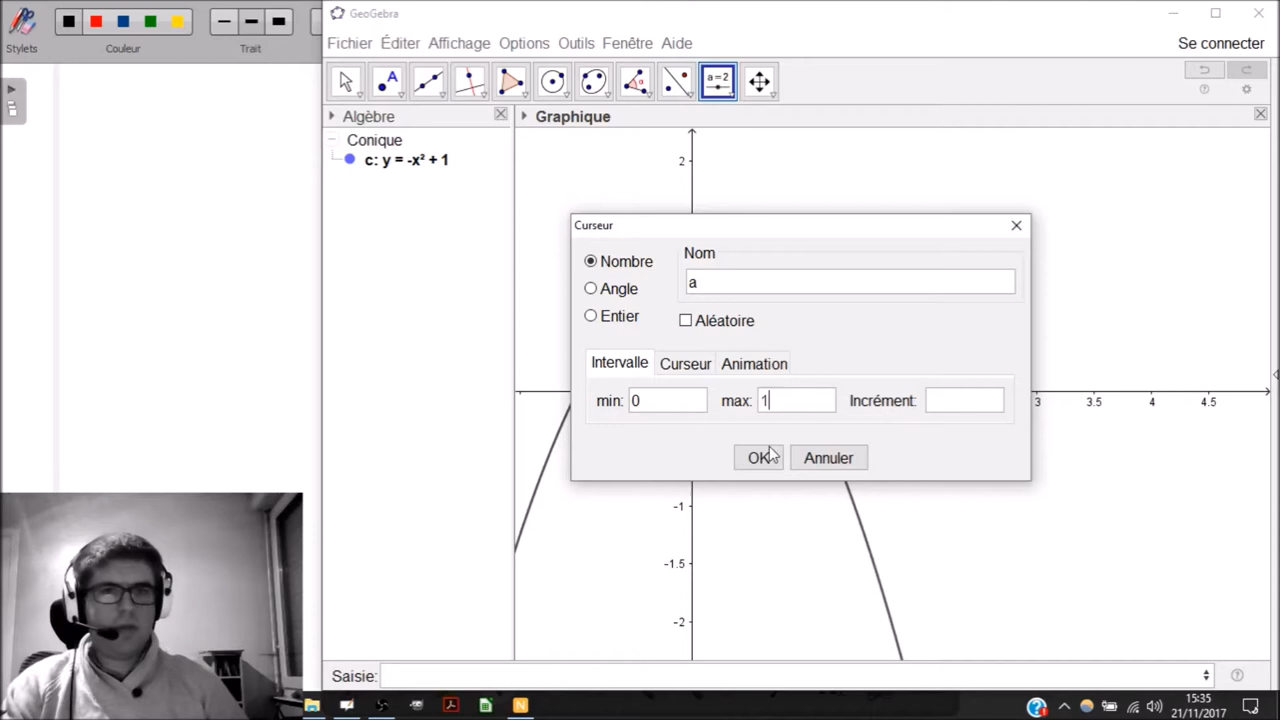 GeoGebra
Stylets
Couleur
Trait
Fichier Éditer Affichage Options Outils Fenêtre Aide
Se connecter
A
α
a = 2
Algèbre
Graphique
Conique
c: y = -x² + 1
2
3 3.5 4 4.5
-1
-1.5
-2
Curseur
Nombre
Angle
Entier
Nom
a
Aléatoire
Intervalle Curseur Animation
min: 0 max: 1 Incrément:
OK Annuler
Saisie:
15:35
21/11/2017